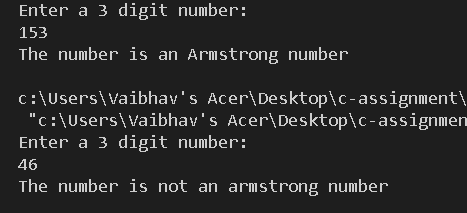 Enter a 3 digit number:
153
The number is an Armstrong number
c:\Users\Vaibhav's Acer\Desktop\c-assignment\
"c:\Users\Vaibhav's Acer\Desktop\c-assignmen
Enter a 3 digit number:
46
The number is not an armstrong number